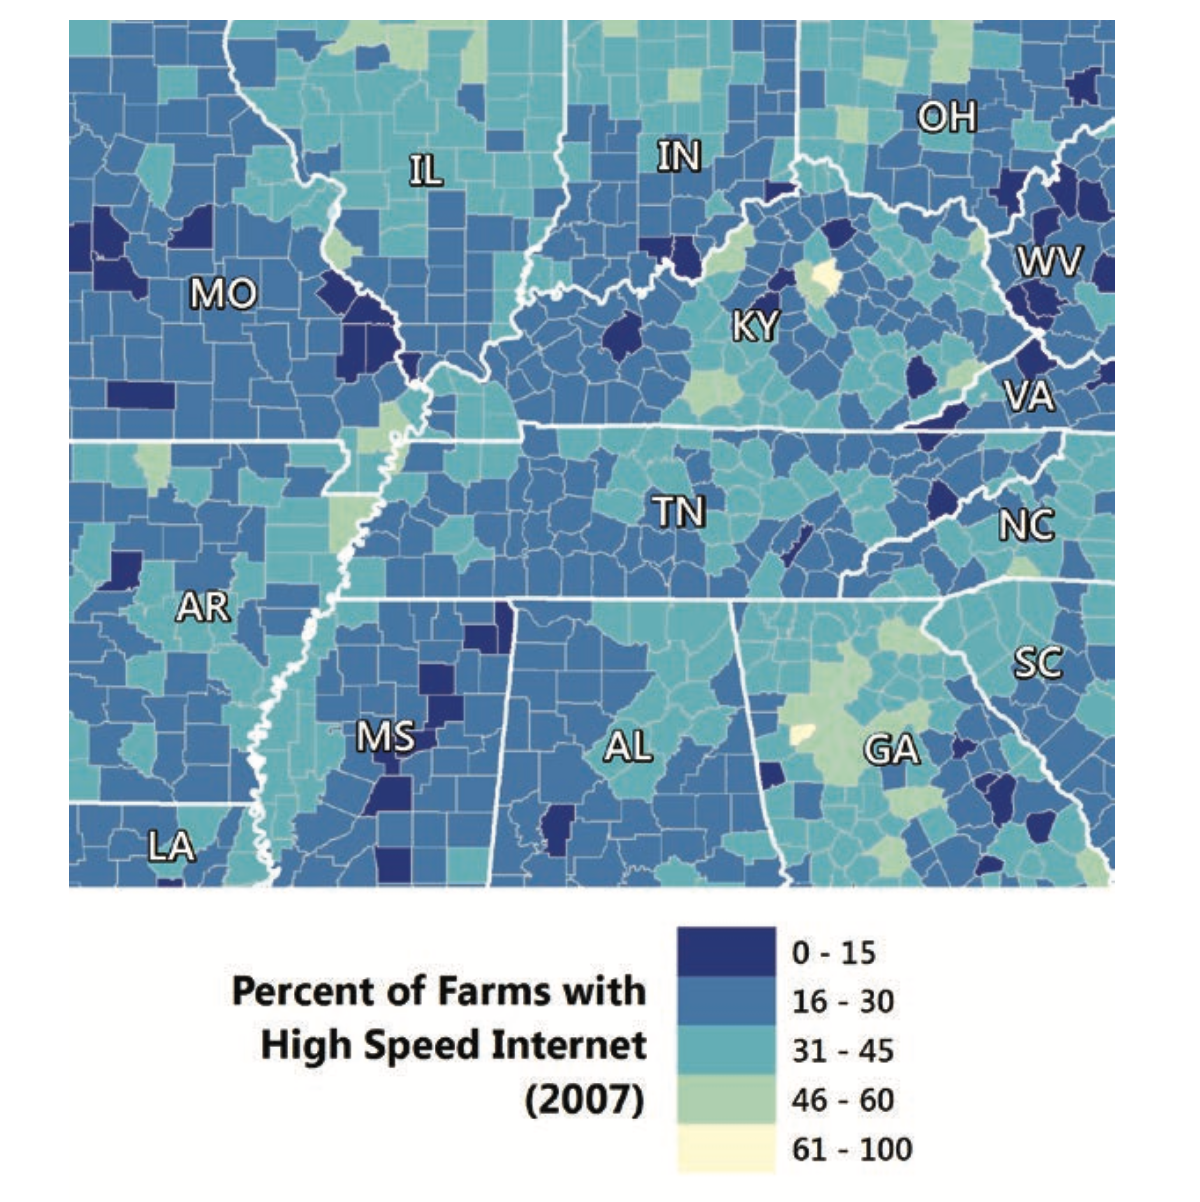 OH
IL
IN
WV
MO
KY
VA
TN
NC
AR
SC
MS
AL
GA
LA
Percent of Farms with
High Speed Internet
(2007)
0 - 15
16 - 30
31 - 45
46 - 60
61 - 100